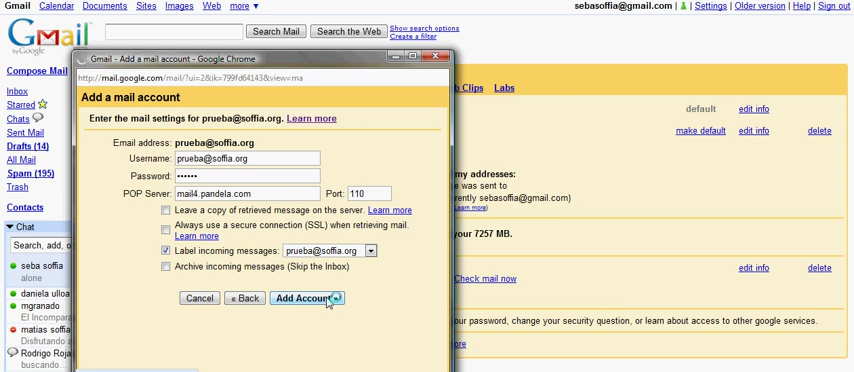 Gmail Calendar Documents Sites Images Web more ▼
sebasoffia@gmail.com | Settings | Older version | Help | Sign out
Gmail
by Google
Search Mail Search the Web
Show search options
Create a filter
Compose Mail
Inbox
Starred
Chats
Sent Mail
Drafts (14)
All Mail
Spam (195)
Trash
Contacts
Chat
Search, add, o
seba soffia
alone
daniela ulloa
mgranado
El Incompara
matias soffia
Disfrutando a
Rodrigo Roja
buscando...
Gmail - Add a mail account - Google Chrome
http://mail.google.com/mail/?ui=2&ik=799fd64143&view=ma
Add a mail account
Enter the mail settings for prueba@soffia.org. Learn more
Email address: prueba@soffia.org
Username: prueba@soffia.org
Password: ••••••
POP Server: mail4.pandela.com Port: 110
Leave a copy of retrieved message on the server. Learn more
Always use a secure connection (SSL) when retrieving mail.
Learn more
Label incoming messages: prueba@soffia.org
Archive incoming messages (Skip the Inbox)
Cancel « Back Add Account
b Clips Labs
default edit info
make default edit info delete
my addresses:
e was sent to
rently sebasoffia@gmail.com)
Learn more)
your 7257 MB.
edit info delete
Check mail now
our password, change your security question, or learn about access to other google services.
ore